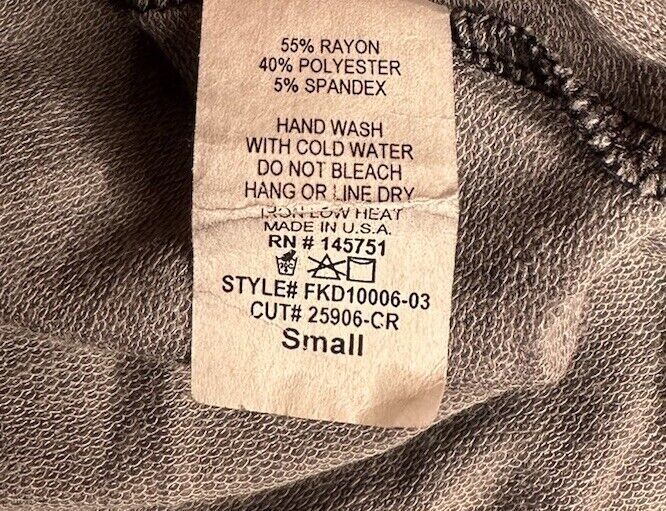 55% RAYON
40% POLYESTER
5% SPANDEX
HAND WASH
WITH COLD WATER
DO NOT BLEACH
HANG OR LINE DRY
IRON LOW HEAT
MADE IN U.S.A.
RN # 145751
STYLE# FKD10006-03
CUT# 25906-CR
Small